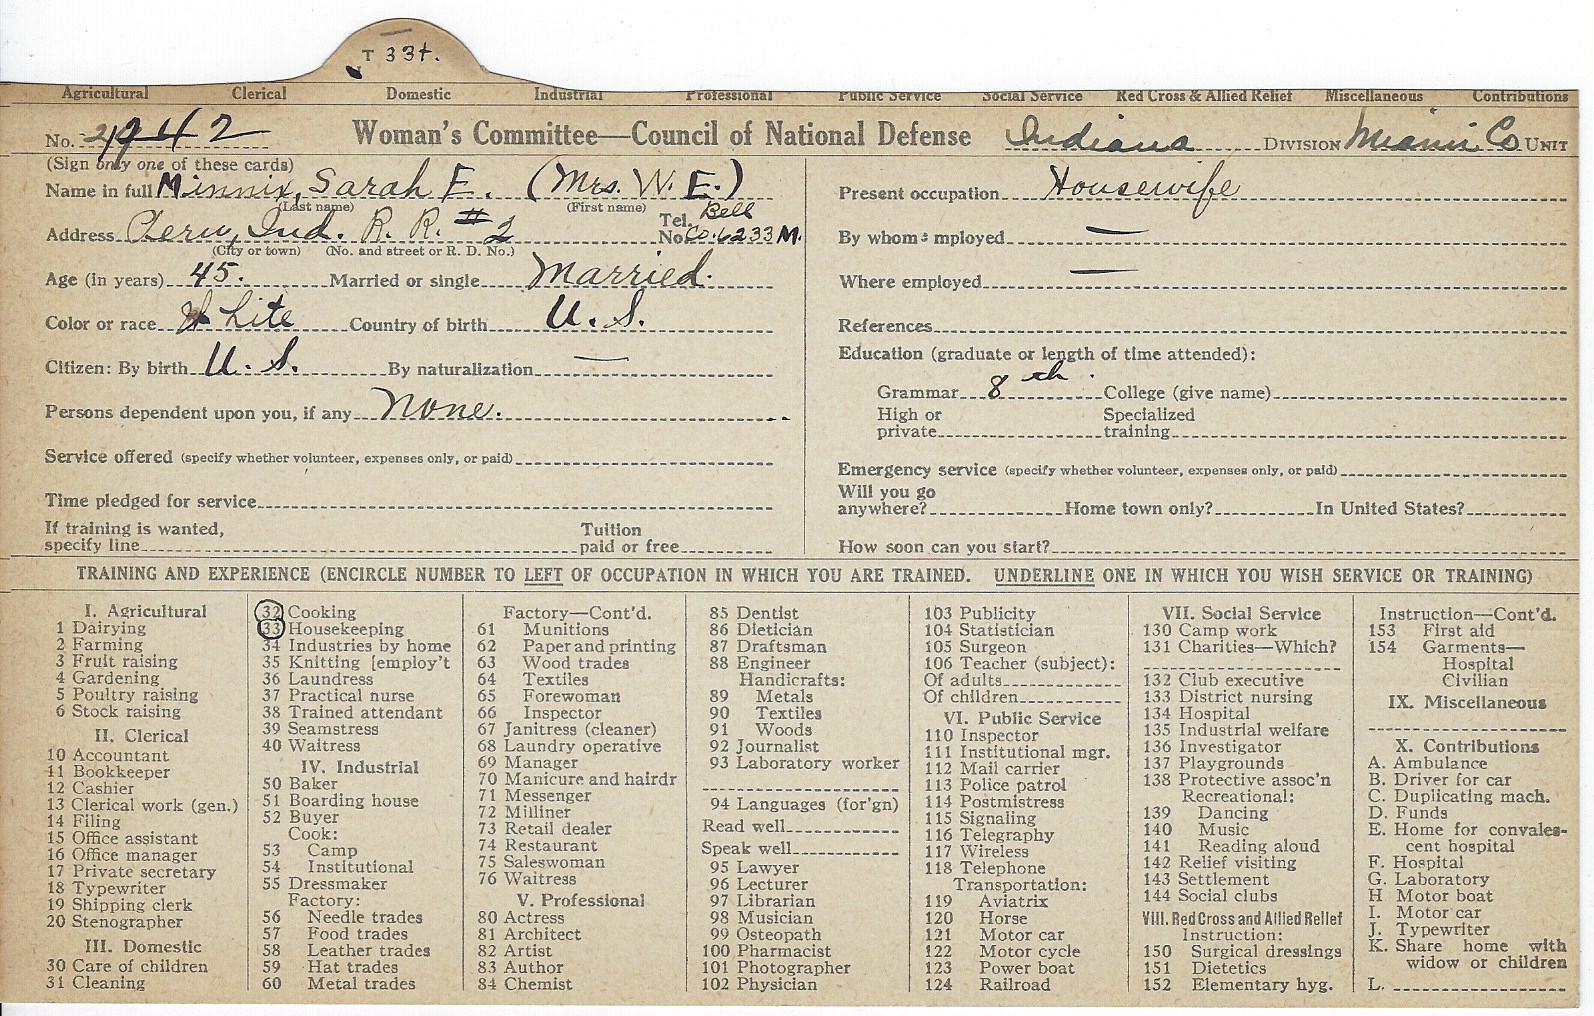 T 33t.
Agricultural Clerical Domestic Industrial Professional Public Service Social Service Red Cross & Allied Relief Miscellaneous Contributions
No. Woman's Committee—Council of National Defense Indiana DIVISION Miami Co UNIT
(Sign only one of these cards)
Name in full Minnix, Sarah E. (Mrs. W. E.)
(Last name) (First name)
Address Peru, Ind. R. R. # 2 Tel. No. Bell Co. 6233 M.
(City or town) (No. and street or R. D. No.)
Age (in years) 45. Married or single Married.
Color or race White Country of birth U. S.
Citizen: By birth U. S. By naturalization —
Persons dependent upon you, if any None.
Service offered (specify whether volunteer, expenses only, or paid)
Time pledged for service
If training is wanted, Tuition
specify line paid or free
Present occupation Housewife
By whom employed —
Where employed —
References
Education (graduate or length of time attended):
Grammar 8th. College (give name)
High or Specialized
private training
Emergency service (specify whether volunteer, expenses only, or paid)
Will you go
anywhere? Home town only? In United States?
How soon can you start?
TRAINING AND EXPERIENCE (ENCIRCLE NUMBER TO LEFT OF OCCUPATION IN WHICH YOU ARE TRAINED. UNDERLINE ONE IN WHICH YOU WISH SERVICE OR TRAINING)
I. Agricultural
1 Dairying
2 Farming
3 Fruit raising
4 Gardening
5 Poultry raising
6 Stock raising
II. Clerical
10 Accountant
11 Bookkeeper
12 Cashier
13 Clerical work (gen.)
14 Filing
15 Office assistant
16 Office manager
17 Private secretary
18 Typewriter
19 Shipping clerk
20 Stenographer
III. Domestic
30 Care of children
31 Cleaning
32 Cooking
33 Housekeeping
34 Industries by home
35 Knitting [employ't
36 Laundress
37 Practical nurse
38 Trained attendant
39 Seamstress
40 Waitress
IV. Industrial
50 Baker
51 Boarding house
52 Buyer
Cook:
53 Camp
54 Institutional
55 Dressmaker
Factory:
56 Needle trades
57 Food trades
58 Leather trades
59 Hat trades
60 Metal trades
Factory—Cont'd.
61 Munitions
62 Paper and printing
63 Wood trades
64 Textiles
65 Forewoman
66 Inspector
67 Janitress (cleaner)
68 Laundry operative
69 Manager
70 Manicure and hairdr
71 Messenger
72 Milliner
73 Retail dealer
74 Restaurant
75 Saleswoman
76 Waitress
V. Professional
80 Actress
81 Architect
82 Artist
83 Author
84 Chemist
85 Dentist
86 Dietician
87 Draftsman
88 Engineer
Handicrafts:
89 Metals
90 Textiles
91 Woods
92 Journalist
93 Laboratory worker
94 Languages (for'gn)
Read well
Speak well
95 Lawyer
96 Lecturer
97 Librarian
98 Musician
99 Osteopath
100 Pharmacist
101 Photographer
102 Physician
103 Publicity
104 Statistician
105 Surgeon
106 Teacher (subject):
Of adults
Of children
VI. Public Service
110 Inspector
111 Institutional mgr.
112 Mail carrier
113 Police patrol
114 Postmistress
115 Signaling
116 Telegraphy
117 Wireless
118 Telephone
Transportation:
119 Aviatrix
120 Horse
121 Motor car
122 Motor cycle
123 Power boat
124 Railroad
VII. Social Service
130 Camp work
131 Charities—Which?
132 Club executive
133 District nursing
134 Hospital
135 Industrial welfare
136 Investigator
137 Playgrounds
138 Protective assoc'n
Recreational:
139 Dancing
140 Music
141 Reading aloud
142 Relief visiting
143 Settlement
144 Social clubs
VIII. Red Cross and Allied Relief
Instruction:
150 Surgical dressings
151 Dietetics
152 Elementary hyg.
Instruction—Cont'd.
153 First aid
154 Garments—
Hospital
Civilian
IX. Miscellaneous
X. Contributions
A. Ambulance
B. Driver for car
C. Duplicating mach.
D. Funds
E. Home for convales-
cent hospital
F. Hospital
G. Laboratory
H Motor boat
I. Motor car
J. Typewriter
K. Share home with
widow or children
L.